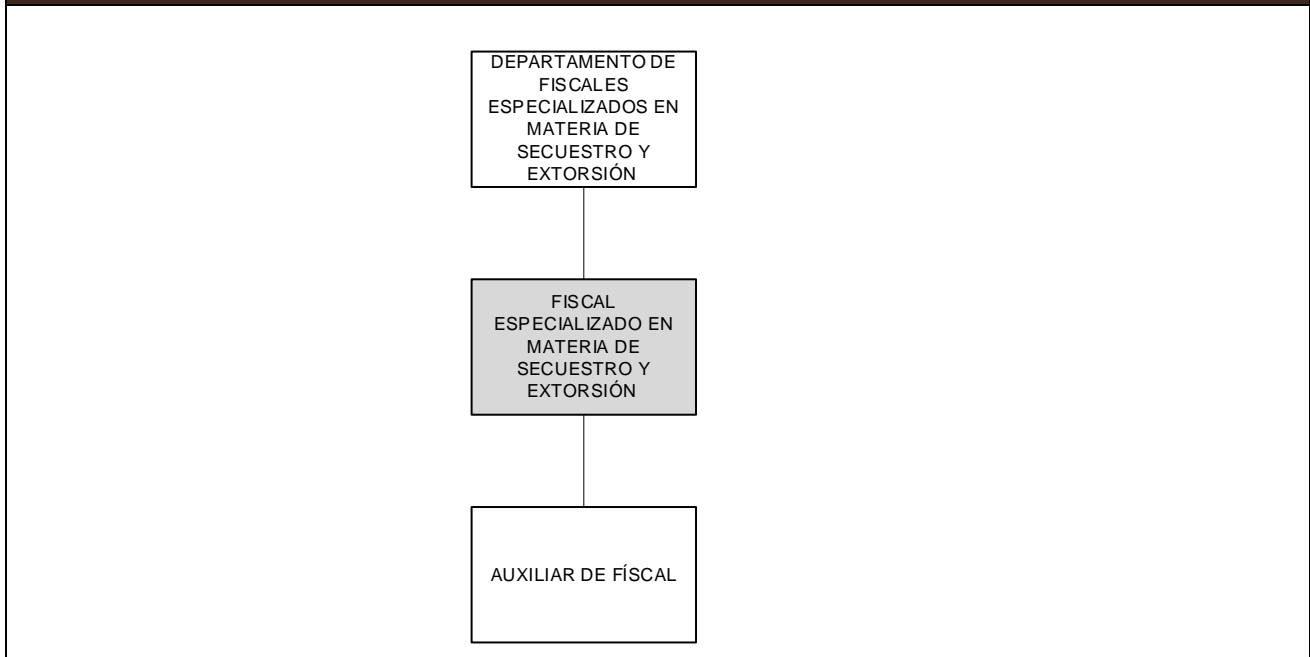 DEPARTAMENTO DE
FISCALES
ESPECIALIZADOS EN
MATERIA DE
SECUESTRO Y
EXTORSIÓN
FISCAL
ESPECIALIZADO EN
MATERIA DE
SECUESTRO Y
EXTORSIÓN
AUXILIAR DE FÍSCAL